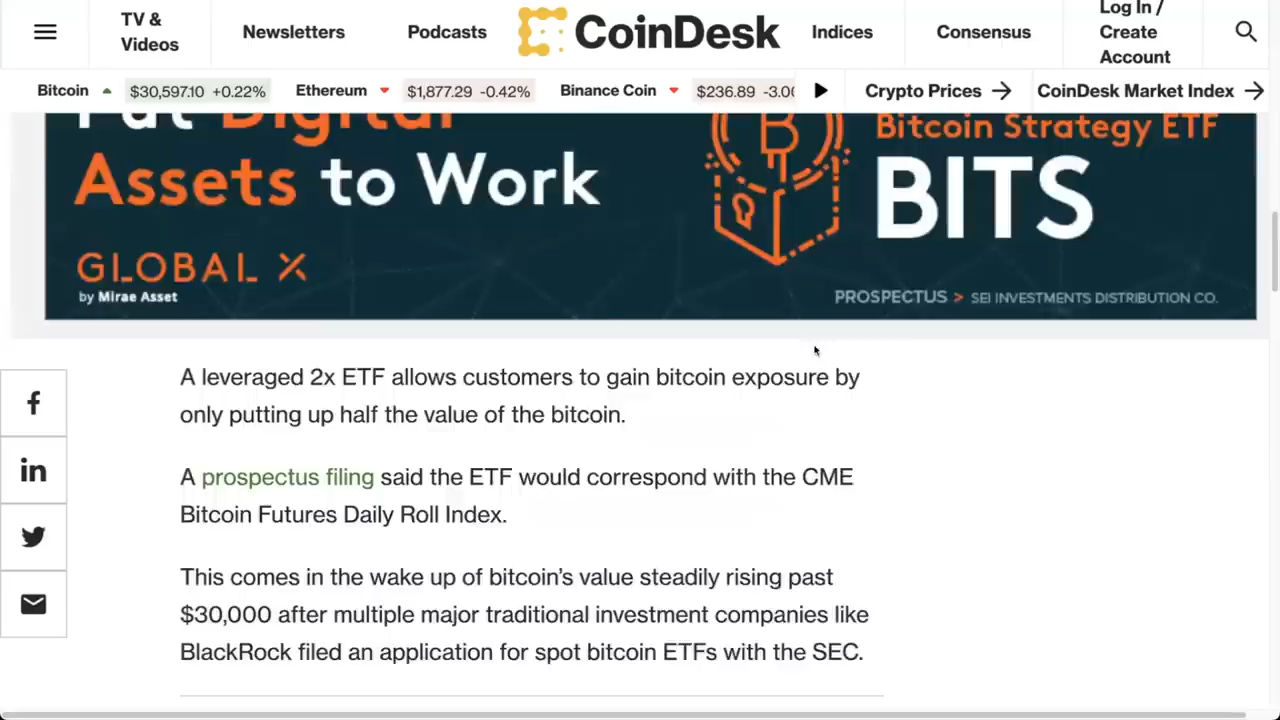 TV &
Videos
Newsletters
Podcasts
CoinDesk
Indices
Consensus
Log In /
Create
Account
Bitcoin $30,597.10 +0.22% Ethereum $1,877.29 -0.42% Binance Coin $236.89 Crypto Prices → CoinDesk Market Index →
Put Digital
Assets to Work
GLOBAL X
by Mirae Asset
Bitcoin Strategy ETF
BITS
PROSPECTUS > SEI INVESTMENTS DISTRIBUTION CO.
A leveraged 2x ETF allows customers to gain bitcoin exposure by
only putting up half the value of the bitcoin.
A prospectus filing said the ETF would correspond with the CME
Bitcoin Futures Daily Roll Index.
This comes in the wake up of bitcoin’s value steadily rising past
$30,000 after multiple major traditional investment companies like
BlackRock filed an application for spot bitcoin ETFs with the SEC.